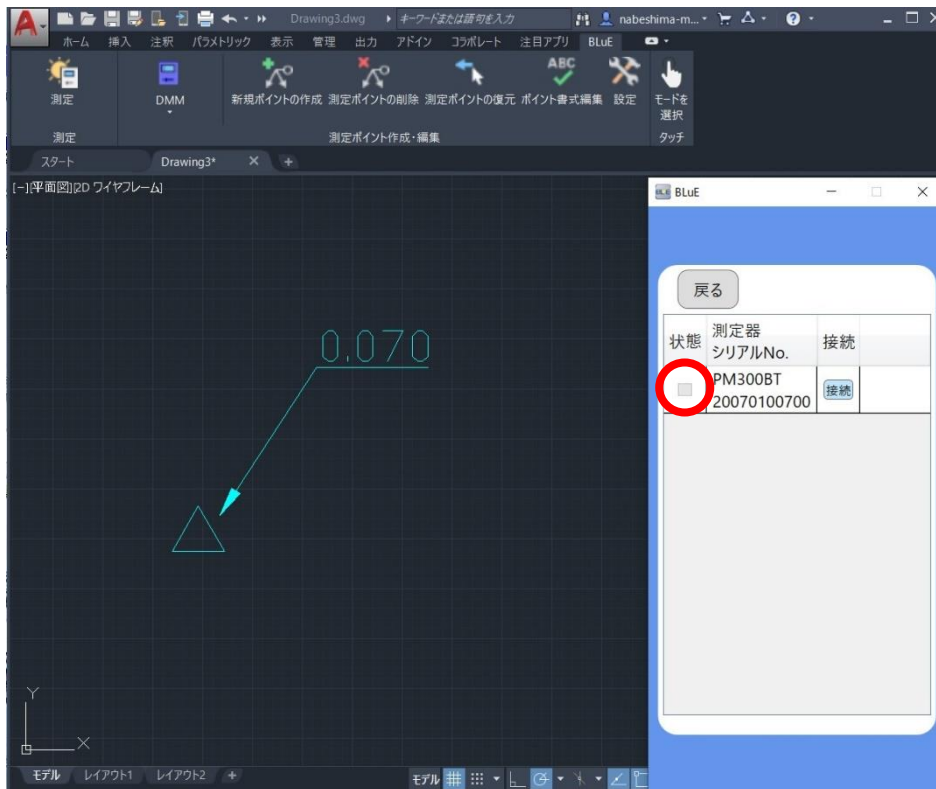 Drawing3.dwg
キーワードまたは語句を入力
nabeshima-m...
ホーム 挿入 注釈 パラメトリック 表示 管理 出力 アドイン コラボレート 注目アプリ BLuE
測定
DMM
新規ポイントの作成
測定ポイントの削除
測定ポイントの復元
ABC
ポイント書式編集
設定
モードを
選択
測定
測定ポイント作成・編集
タッチ
スタート
Drawing3*
[−][平面図][2D ワイヤフレーム]
0.070
Y
X
BLuE
戻る
状態
測定器
シリアルNo.
接続
PM300BT
20070100700
接続
モデル レイアウト1 レイアウト2 +
モデル